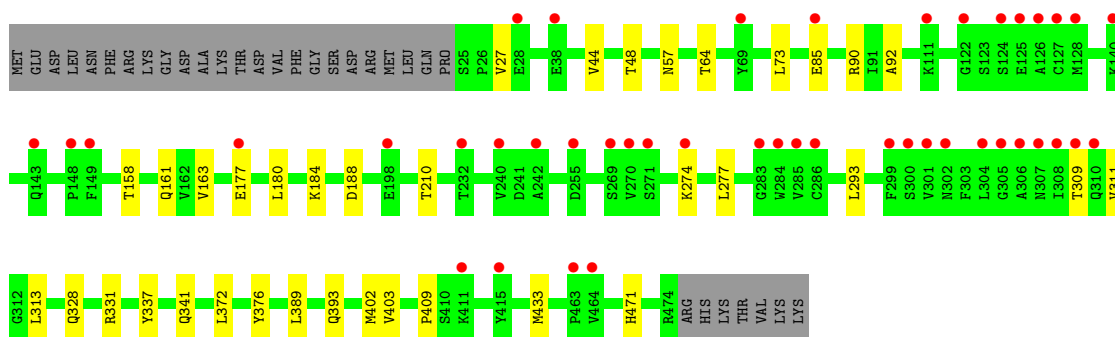 MET GLU ASP LEU ASN PHE ARG LYS GLY ASP ALA LYS THR ASP VAL PHE GLY SER ASP ARG MET LEU GLN PRO S25 P26 V27 E28 E38 V44 T48 N57 T64 Y69 L73 E85 R90 I91 A92 K111 G122 S123 S124 E125 A126 C127 M128
Q143 P148 F149 T158 Q161 V162 V163 E177 L180 K184 D188 E198 T210 T232 V240 D241 A242 D255 S269 V270 S271 K274 L277 G283 W284 V285 C286 L293 F299 S300 V301 N302 F303 L304 G305 A306 N307 I308 T309 Q310
G312 L313 Q328 R331 Y337 Q341 L372 Y376 L389 Q393 M402 V403 P409 S410 K411 Y415 M433 P463 V464 H471 R474 ARG HIS LYS THR VAL LYS LYS